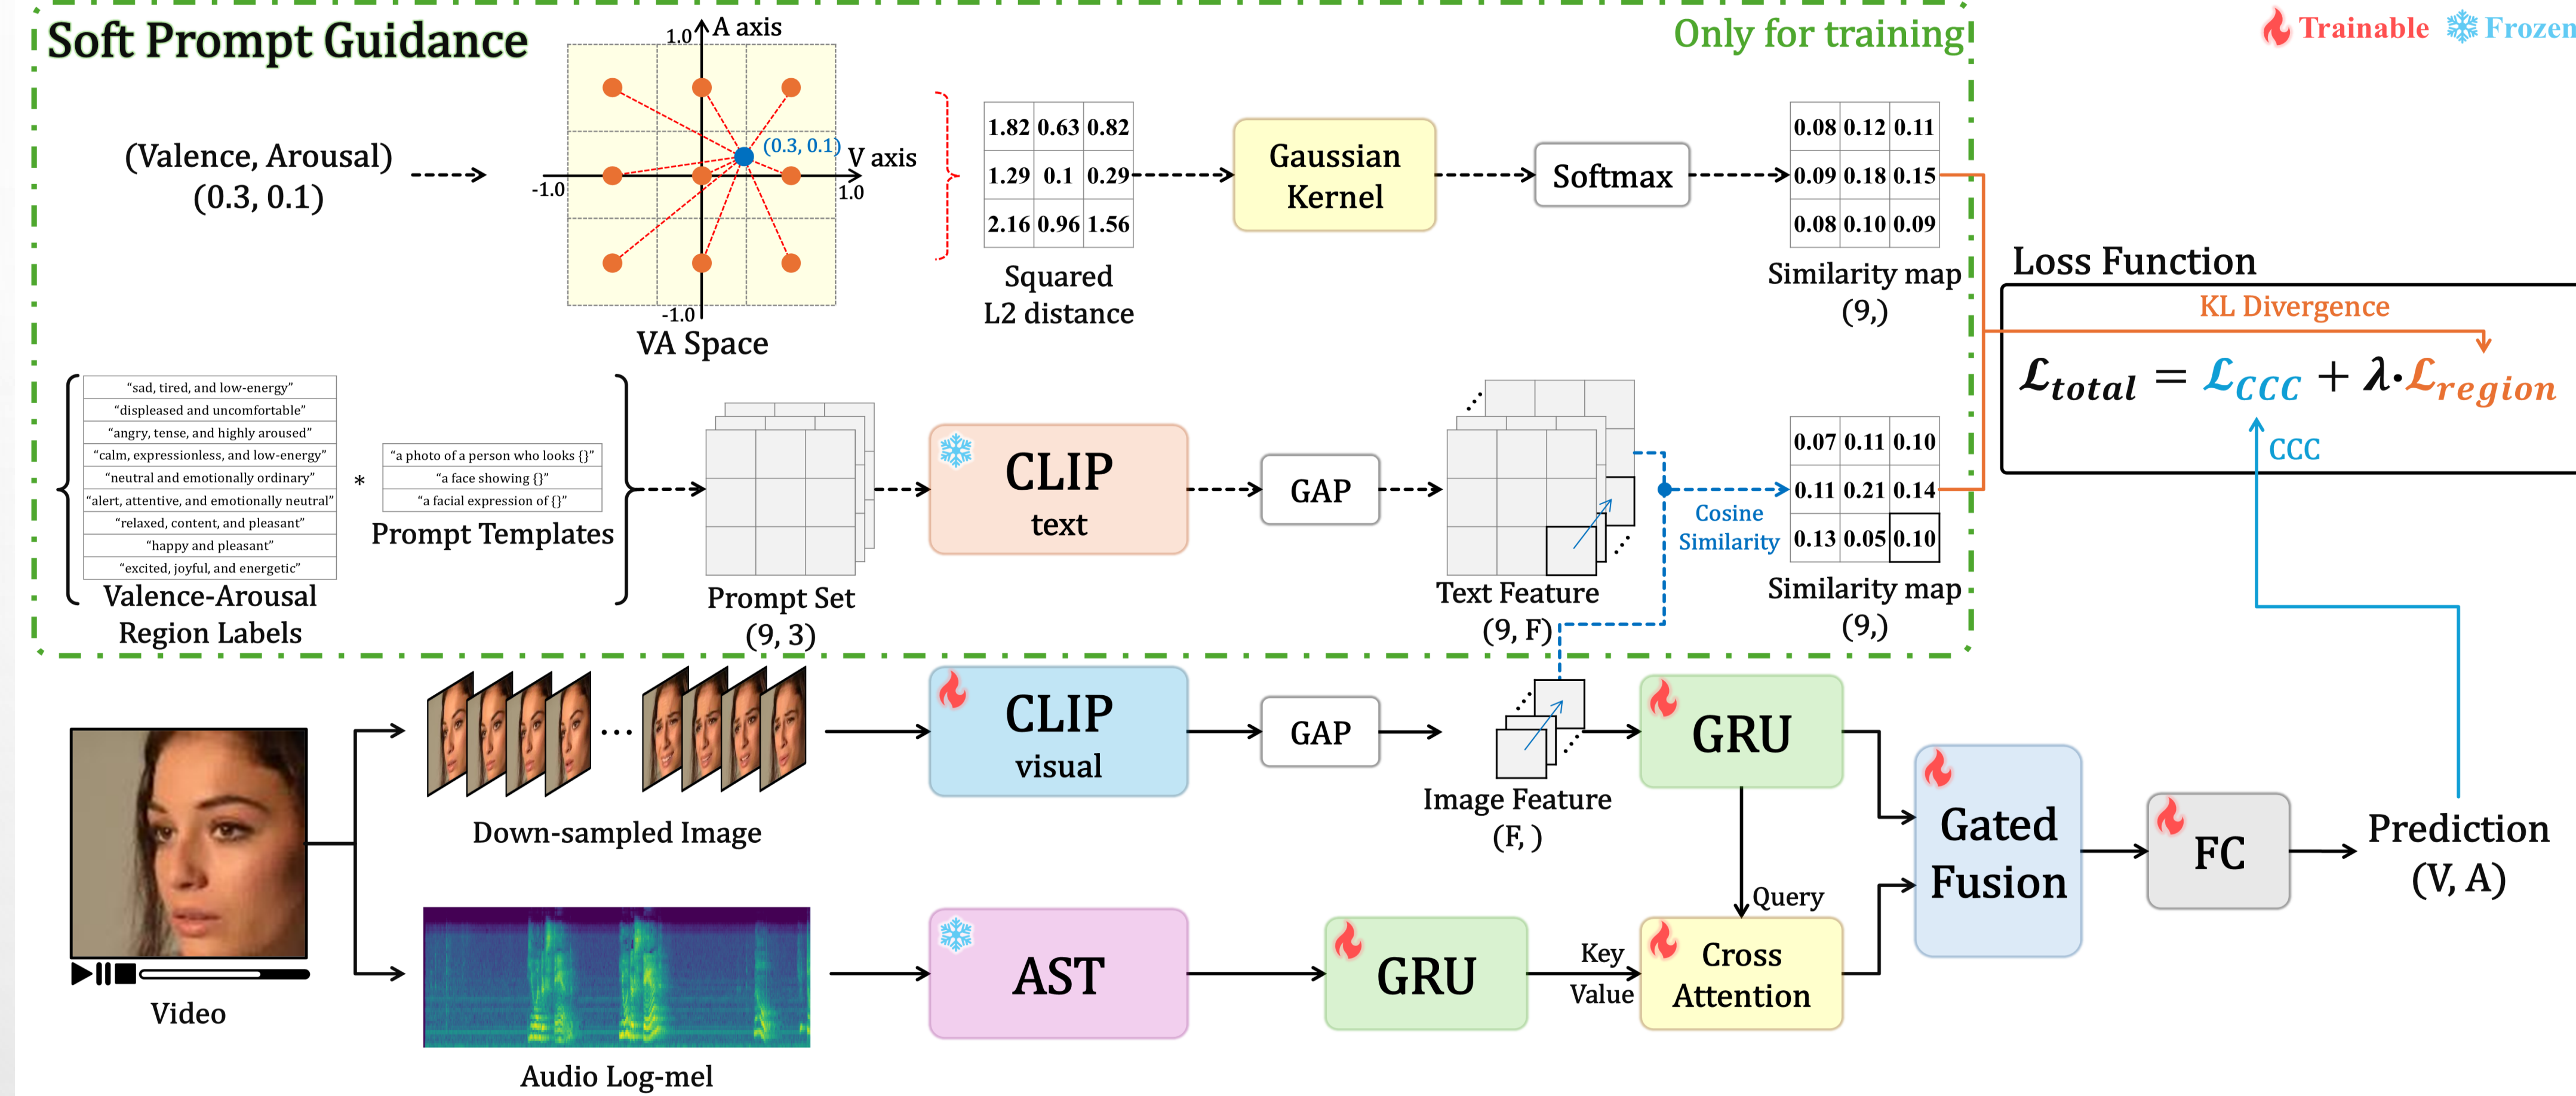 Soft Prompt Guidance
Only for training
Trainable Frozen
(Valence, Arousal)
(0.3, 0.1)
1.0
A axis
(0.3, 0.1)
V axis
-1.0
1.0
-1.0
VA Space
1.82 0.63 0.82
1.29 0.1 0.29
2.16 0.96 1.56
Squared
L2 distance
Gaussian
Kernel
Softmax
0.08 0.12 0.11
0.09 0.18 0.15
0.08 0.10 0.09
Similarity map
(9,)
Loss Function
KL Divergence
ℒtotal = ℒCCC + λ·ℒregion
CCC
"sad, tired, and low-energy"
"displeased and uncomfortable"
"angry, tense, and highly aroused"
"calm, expressionless, and low-energy"
"neutral and emotionally ordinary"
"alert, attentive, and emotionally neutral"
"relaxed, content, and pleasant"
"happy and pleasant"
"excited, joyful, and energetic"
Valence-Arousal
Region Labels
*
"a photo of a person who looks {}"
"a face showing {}"
"a facial expression of {}"
Prompt Templates
Prompt Set
(9, 3)
CLIP
text
GAP
Text Feature
(9, F)
Cosine
Similarity
0.07 0.11 0.10
0.11 0.21 0.14
0.13 0.05 0.10
Similarity map
(9,)
Video
Down-sampled Image
CLIP
visual
GAP
Image Feature
(F, )
GRU
Audio Log-mel
AST
GRU
Key
Value
Query
Cross
Attention
Gated
Fusion
FC
Prediction
(V, A)